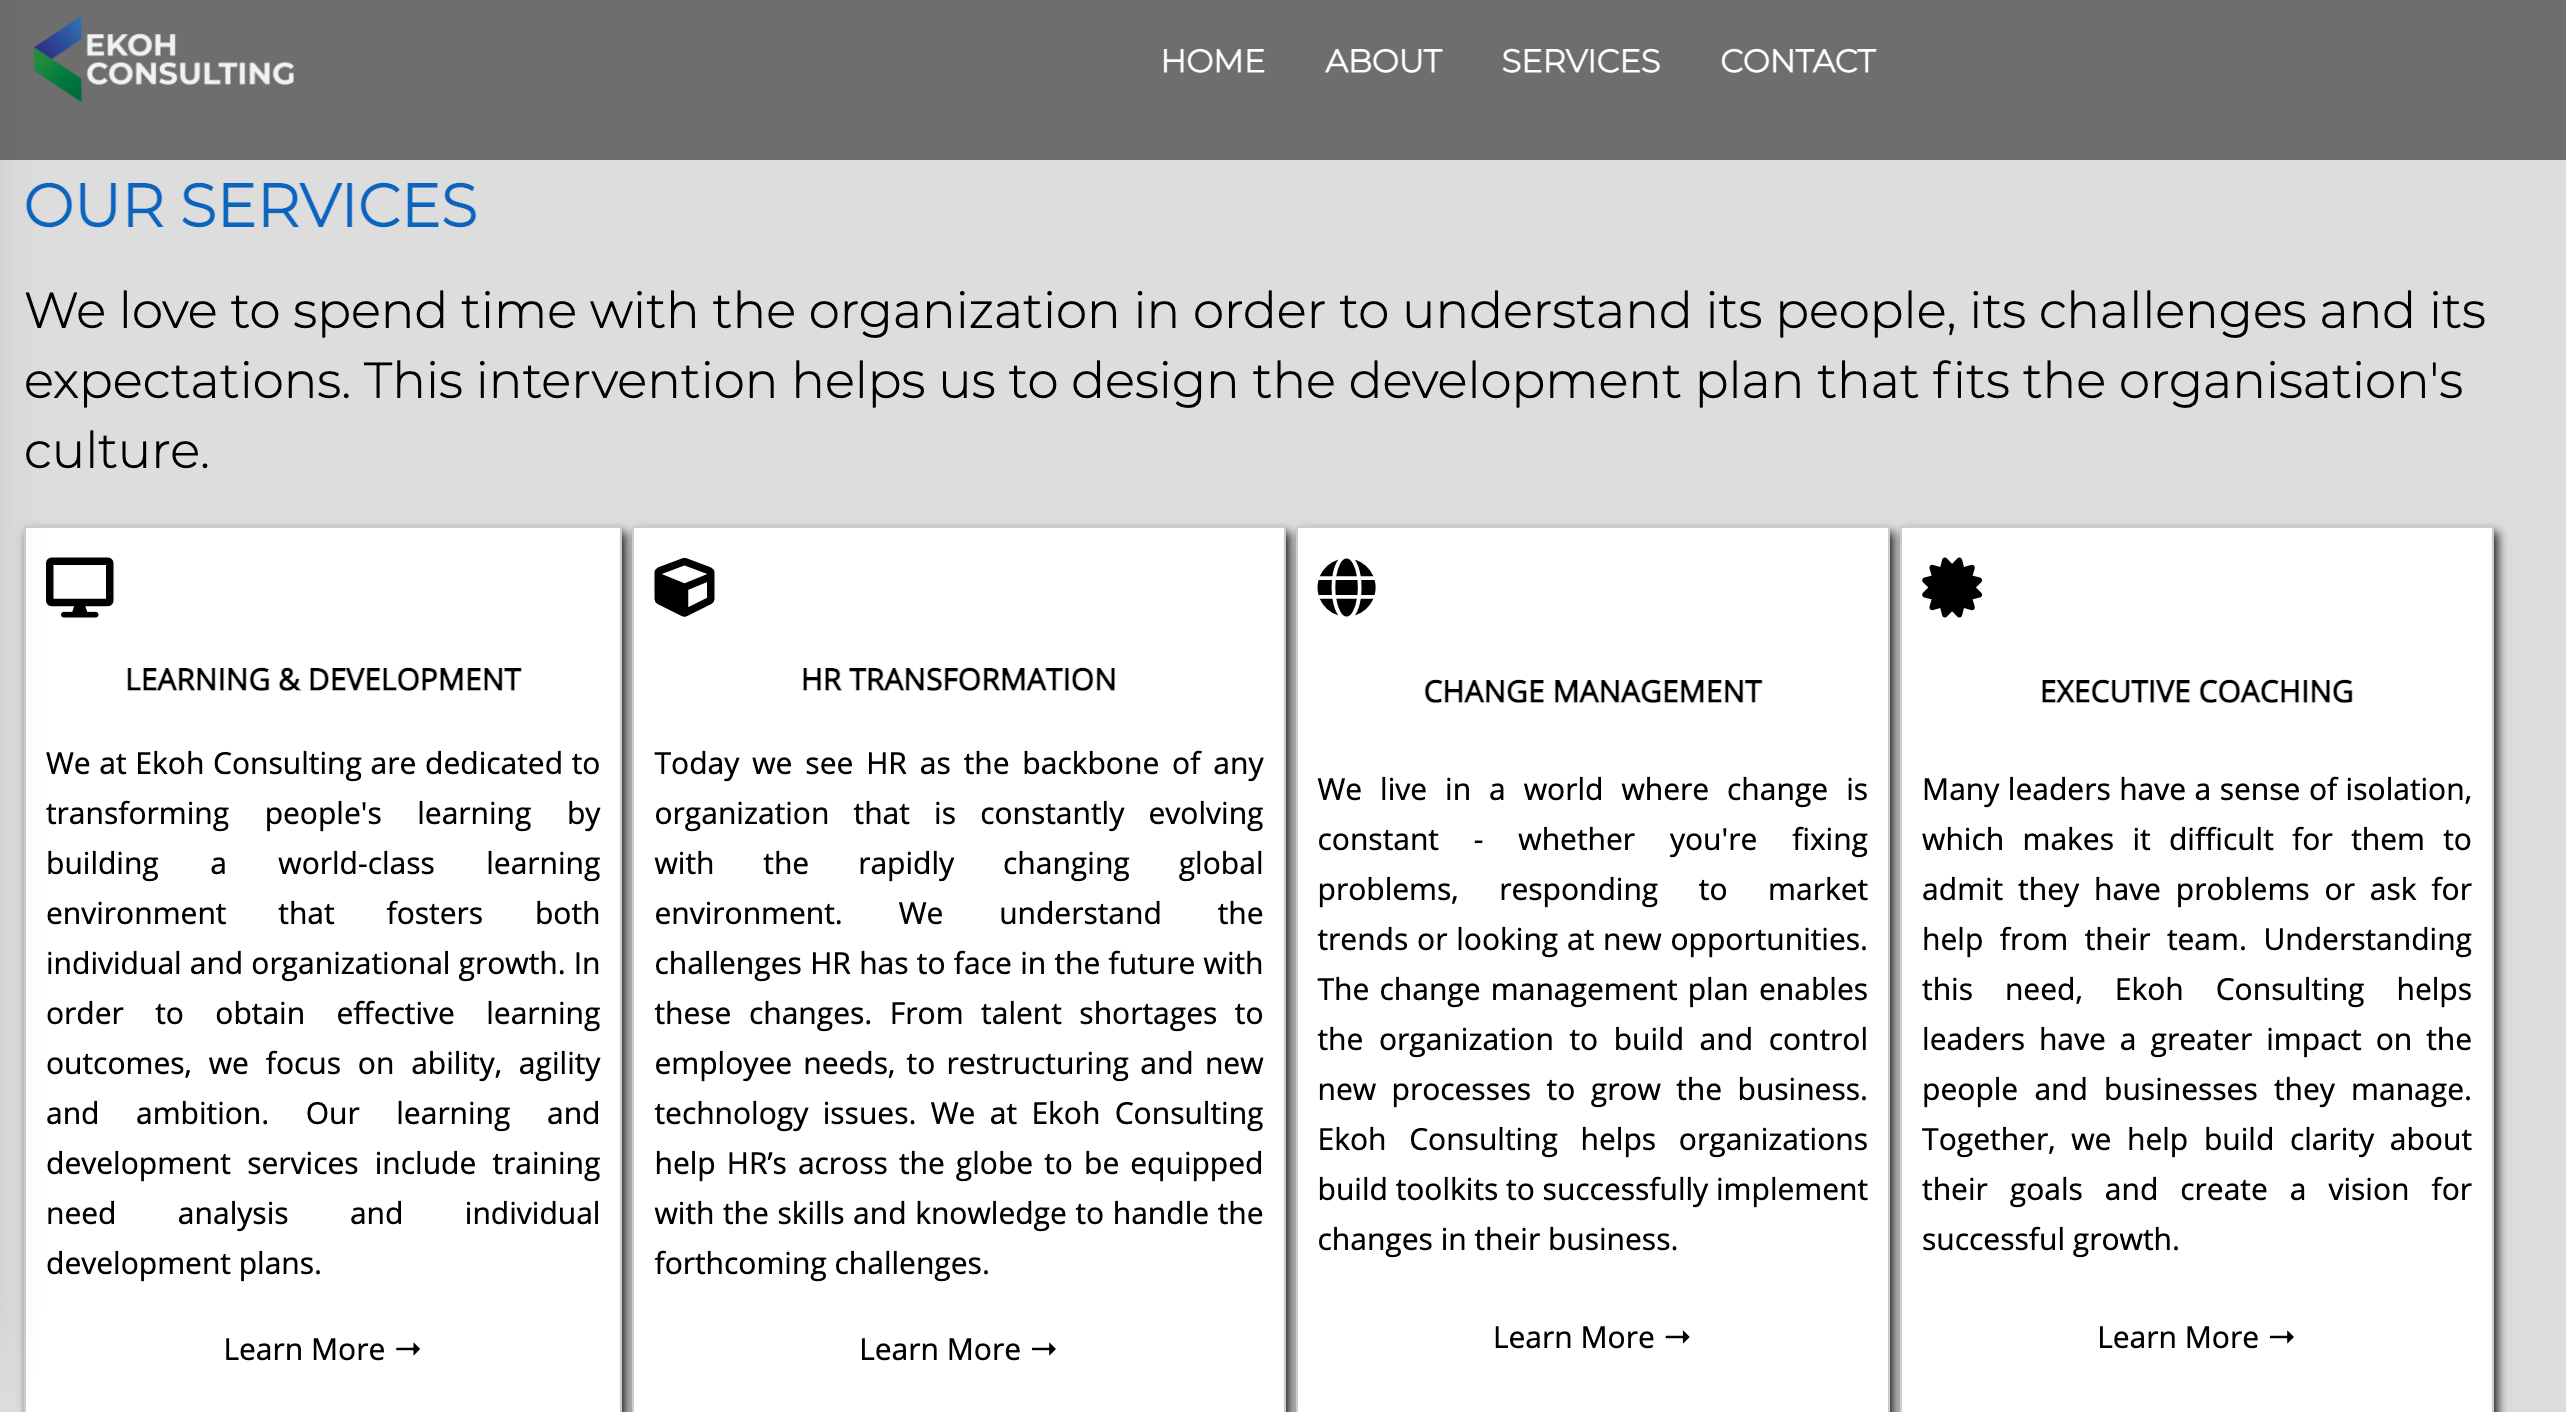 EKOH
CONSULTING
HOME ABOUT SERVICES CONTACT
OUR SERVICES
We love to spend time with the organization in order to understand its people, its challenges and its
expectations. This intervention helps us to design the development plan that fits the organisation's
culture.
LEARNING & DEVELOPMENT
We at Ekoh Consulting are dedicated to
transforming people's learning by
building a world-class learning
environment that fosters both
individual and organizational growth. In
order to obtain effective learning
outcomes, we focus on ability, agility
and ambition. Our learning and
development services include training
need analysis and individual
development plans.
Learn More →
HR TRANSFORMATION
Today we see HR as the backbone of any
organization that is constantly evolving
with the rapidly changing global
environment. We understand the
challenges HR has to face in the future with
these changes. From talent shortages to
employee needs, to restructuring and new
technology issues. We at Ekoh Consulting
help HR’s across the globe to be equipped
with the skills and knowledge to handle the
forthcoming challenges.
Learn More →
CHANGE MANAGEMENT
We live in a world where change is
constant - whether you're fixing
problems, responding to market
trends or looking at new opportunities.
The change management plan enables
the organization to build and control
new processes to grow the business.
Ekoh Consulting helps organizations
build toolkits to successfully implement
changes in their business.
Learn More →
EXECUTIVE COACHING
Many leaders have a sense of isolation,
which makes it difficult for them to
admit they have problems or ask for
help from their team. Understanding
this need, Ekoh Consulting helps
leaders have a greater impact on the
people and businesses they manage.
Together, we help build clarity about
their goals and create a vision for
successful growth.
Learn More →